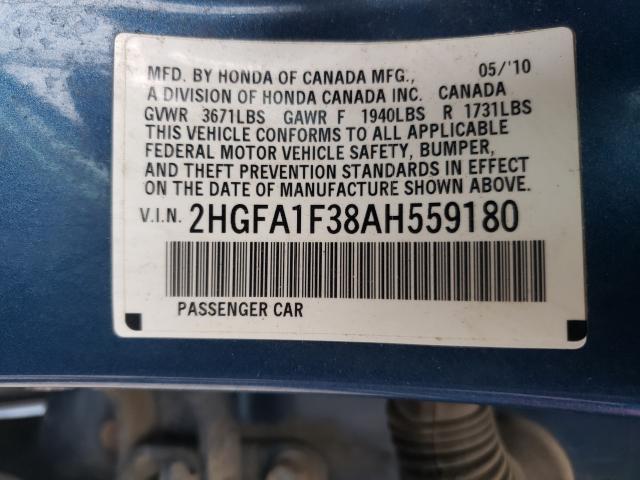 MFD. BY HONDA OF CANADA MFG., 05/'10
A DIVISION OF HONDA CANADA INC. CANADA
GVWR 3671LBS GAWR F 1940LBS R 1731LBS
THIS VEHICLE CONFORMS TO ALL APPLICABLE
FEDERAL MOTOR VEHICLE SAFETY, BUMPER,
AND THEFT PREVENTION STANDARDS IN EFFECT
ON THE DATE OF MANUFACTURE SHOWN ABOVE.
V.I.N. 2HGFA1F38AH559180
PASSENGER CAR